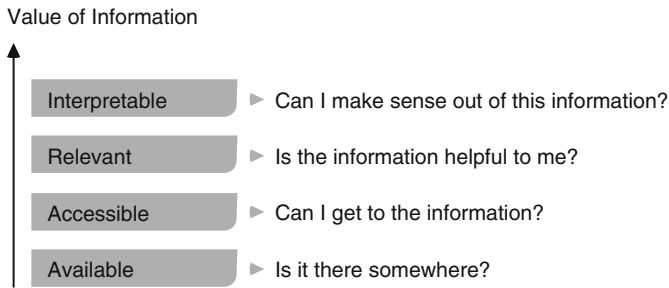 Value of Information
Interpretable Can I make sense out of this information?
Relevant Is the information helpful to me?
Accessible Can I get to the information?
Available Is it there somewhere?